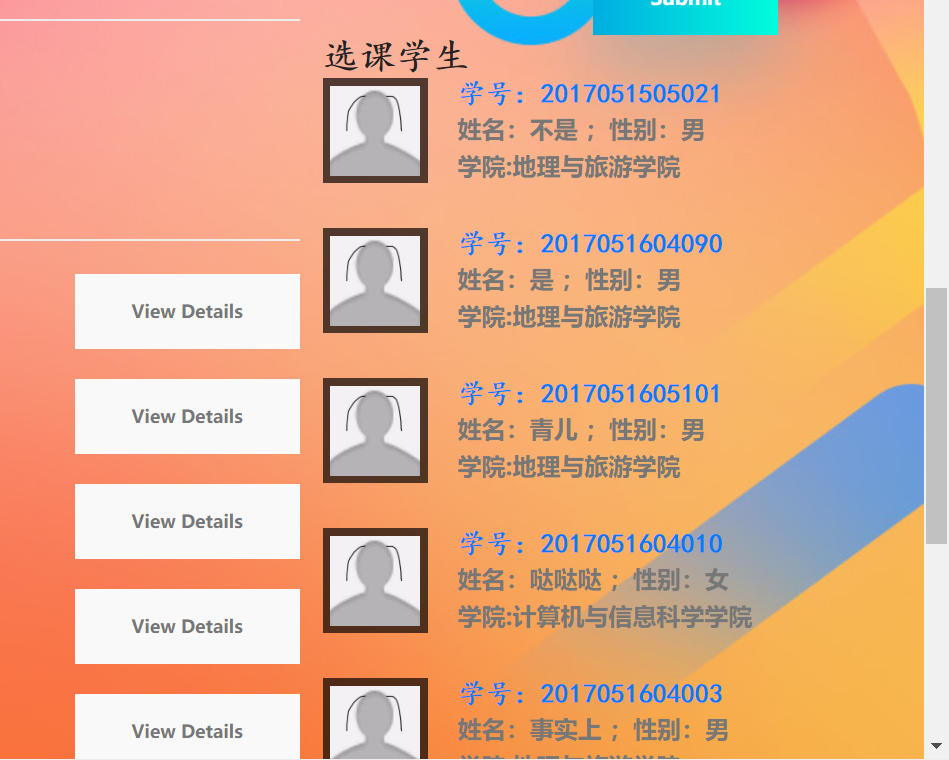 Submit
选课学生
学号：2017051505021
姓名：不是 ；性别：男
学院:地理与旅游学院
学号：2017051604090
姓名：是 ；性别：男
学院:地理与旅游学院
View Details
学号：2017051605101
姓名：青儿 ；性别：男
学院:地理与旅游学院
View Details
View Details
学号：2017051604010
姓名：哒哒哒 ；性别：女
学院:计算机与信息科学学院
View Details
学号：2017051604003
姓名：事实上 ；性别：男
View Details